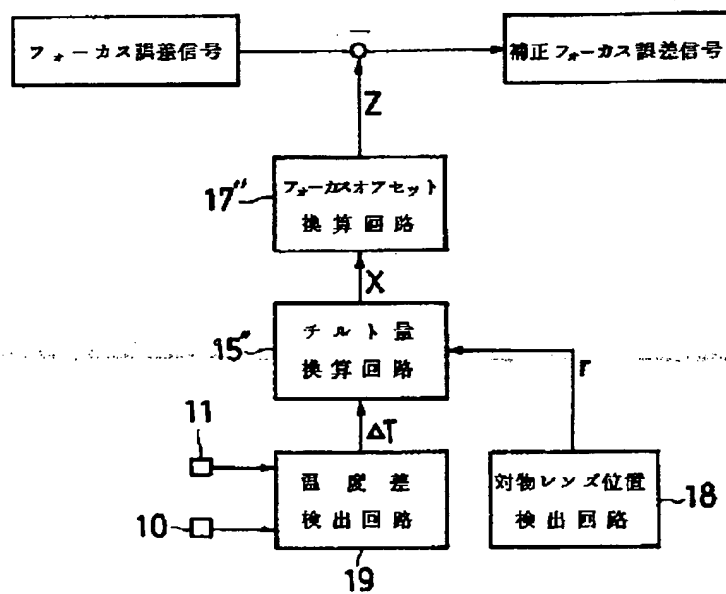 フォーカス誤差信号
−
補正フォーカス誤差信号
Z
17"
フォーカスオフセット
換算回路
X
15"
チルト量
換算回路
r
11
ΔT
10
温度差
検出回路
対物レンズ位置
検出回路
18
19